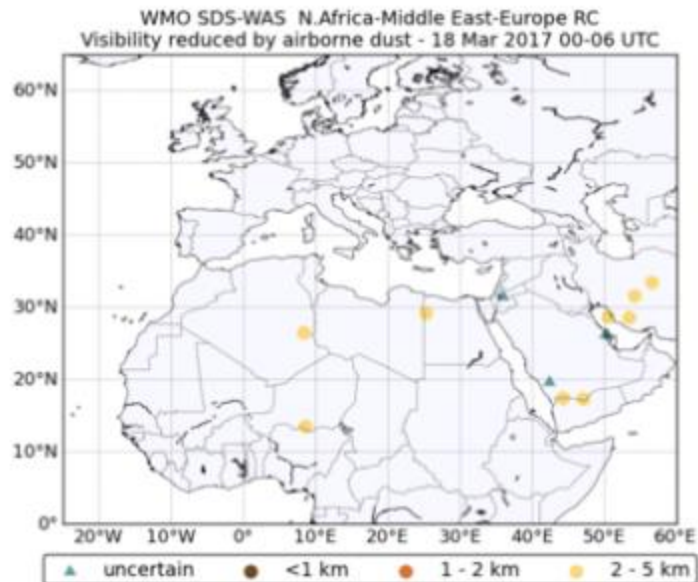 WMO SDS-WAS N.Africa-Middle East-Europe RC
Visibility reduced by airborne dust - 18 Mar 2017 00-06 UTC
60°N
50°N
40°N
30°N
20°N
10°N
0°
20°W 10°W 0° 10°E 20°E 30°E 40°E 50°E 60°E
uncertain <1 km 1 - 2 km 2 - 5 km